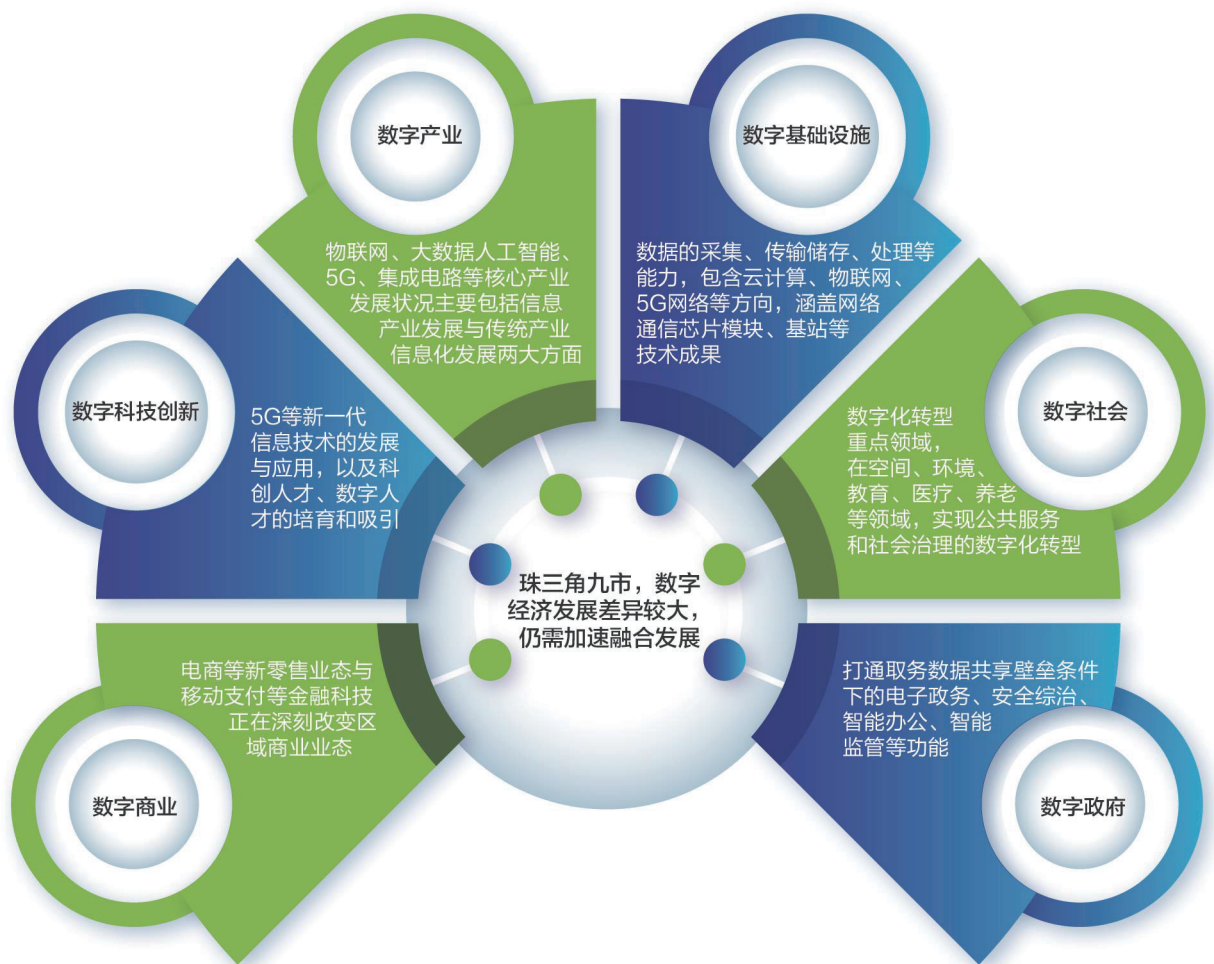 数字产业
物联网、大数据人工智能、
5G、集成电路等核心产业
发展状况主要包括信息
产业发展与传统产业
信息化发展两大方面
数字基础设施
数据的采集、传输储存、处理等
能力，包含云计算、物联网、
5G网络等方向，涵盖网络
通信芯片模块、基站等
技术成果
数字科技创新
5G等新一代
信息技术的发展
与应用，以及科
创人才、数字人
才的培育和吸引
数字社会
数字化转型
重点领域，
在空间、环境、
教育、医疗、养老
等领域，实现公共服务
和社会治理的数字化转型
珠三角九市，数字
经济发展差异较大，
仍需加速融合发展
电商等新零售业态与
移动支付等金融科技
正在深刻改变区
域商业业态
数字商业
打通取务数据共享壁垒条件
下的电子政务、安全综治、
智能办公、智能
监管等功能
数字政府